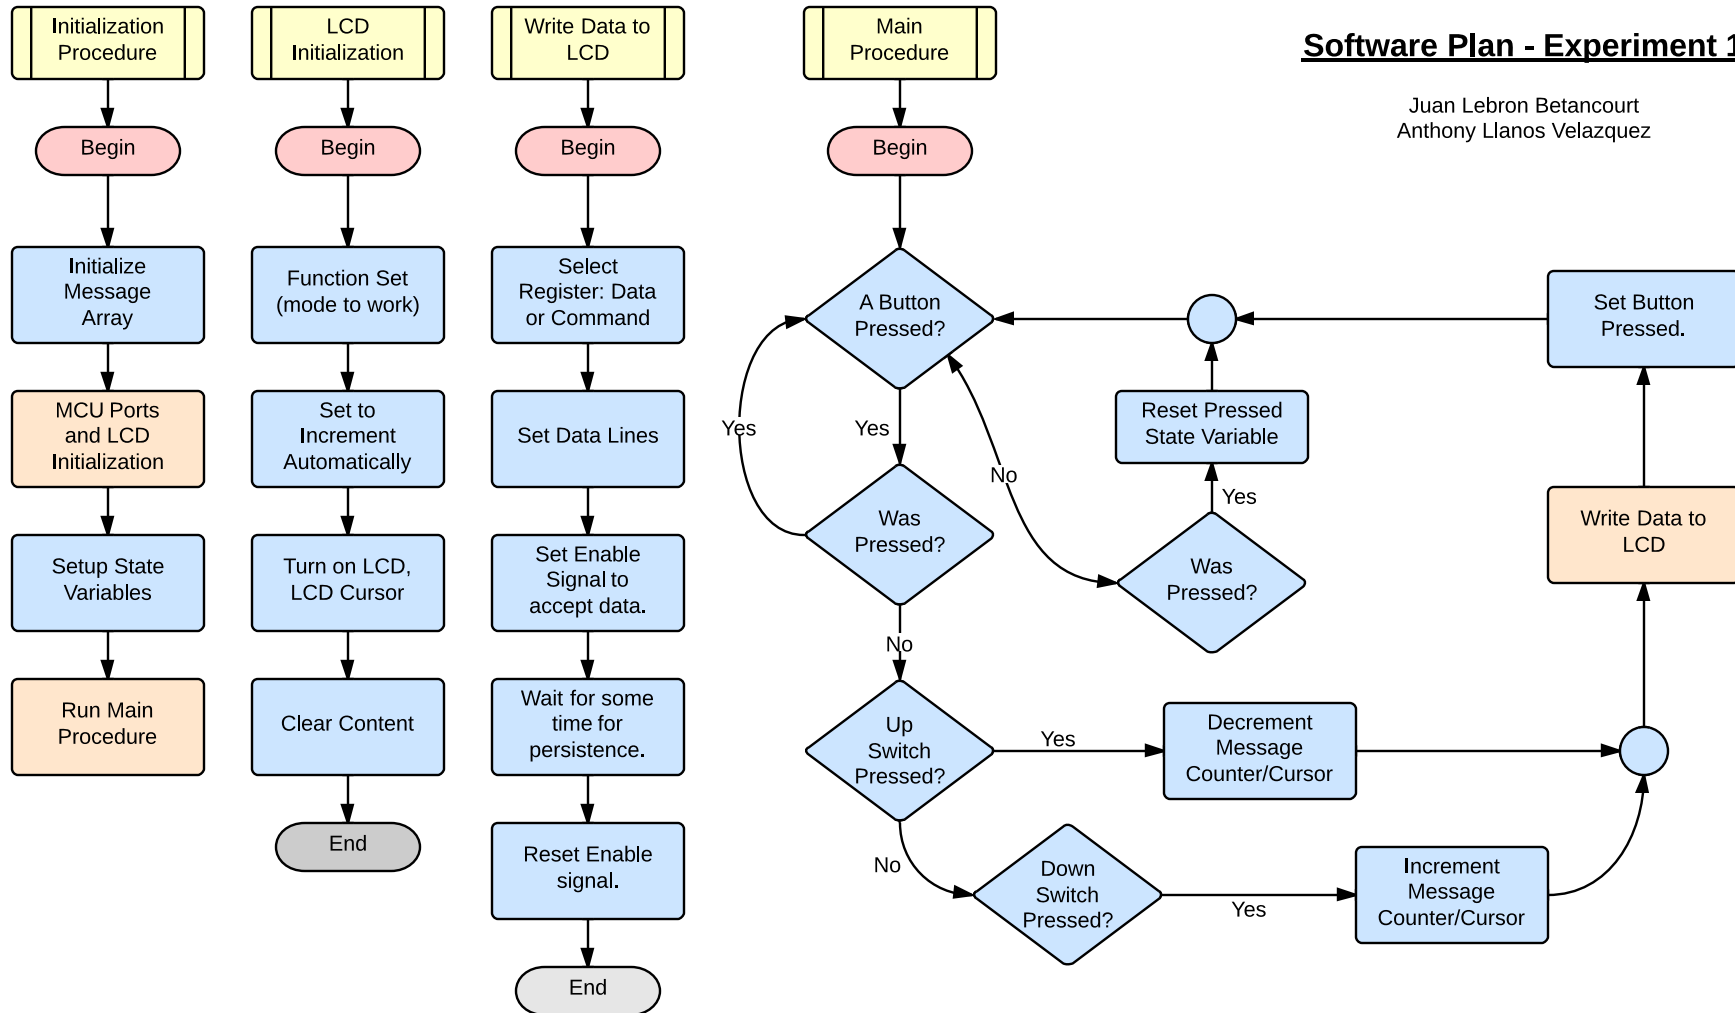 Initialization
Procedure
Begin
Initialize
Message
Array
MCU Ports
and LCD
Initialization
Setup State
Variables
Run Main
Procedure
LCD
Initialization
Begin
Function Set
(mode to work)
Set to
Increment
Automatically
Turn on LCD,
LCD Cursor
Clear Content
End
Write Data to
LCD
Begin
Select
Register: Data
or Command
Set Data Lines
Set Enable
Signal to
accept data.
Wait for some
time for
persistence.
Reset Enable
signal.
End
Main
Procedure
Begin
A Button
Pressed?
Yes
Yes
Was
Pressed?
No
No
Was
Pressed?
Yes
Reset Pressed
State Variable
Up
Switch
Pressed?
Yes
Decrement
Message
Counter/Cursor
No
Down
Switch
Pressed?
Yes
Increment
Message
Counter/Cursor
Write Data to
LCD
Set Button
Pressed.
Software Plan - Experiment 1
Juan Lebron Betancourt
Anthony Llanos Velazquez